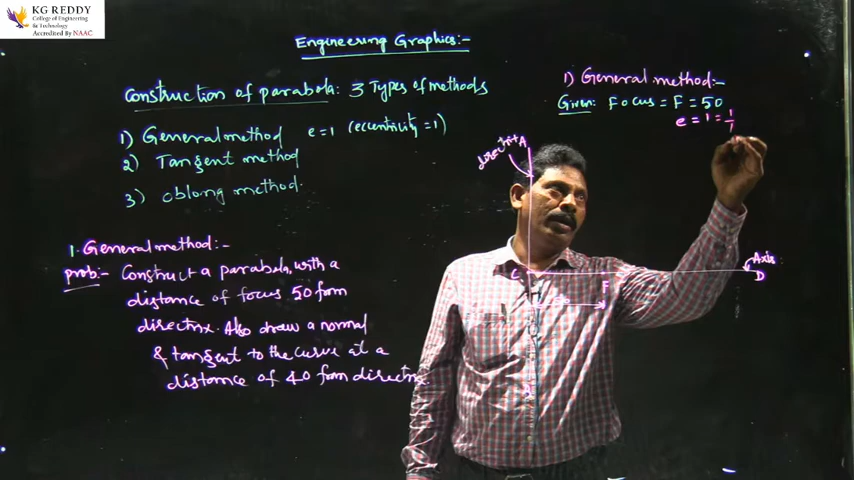 KG REDDY
College of Engineering
& Technology
Accredited By NAAC
Engineering Graphics:-
Construction of parabola: 3 Types of methods
1) General method e=1 (eccentricity =1)
2) Tangent method
3) oblong method.
1. General method:-
prob:- Construct a parabola, with a
distance of focus 50 from
directrix. Also draw a normal
& tangent to the curve at a
distance of 40 from directrix.
1) General method:-
Given: Focus = F = 50
e = 1 = 1/1
A
C
F
50
Axis
D
B